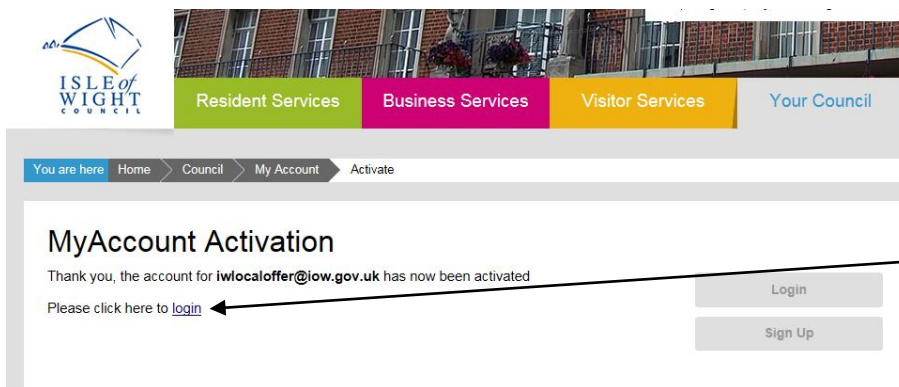 ISLE of
WIGHT
COUNCIL
Resident Services
Business Services
Visitor Services
Your Council
You are here Home Council My Account Activate
MyAccount Activation
Thank you, the account for iwlocaloffer@iow.gov.uk has now been activated
Please click here to login
Login
Sign Up